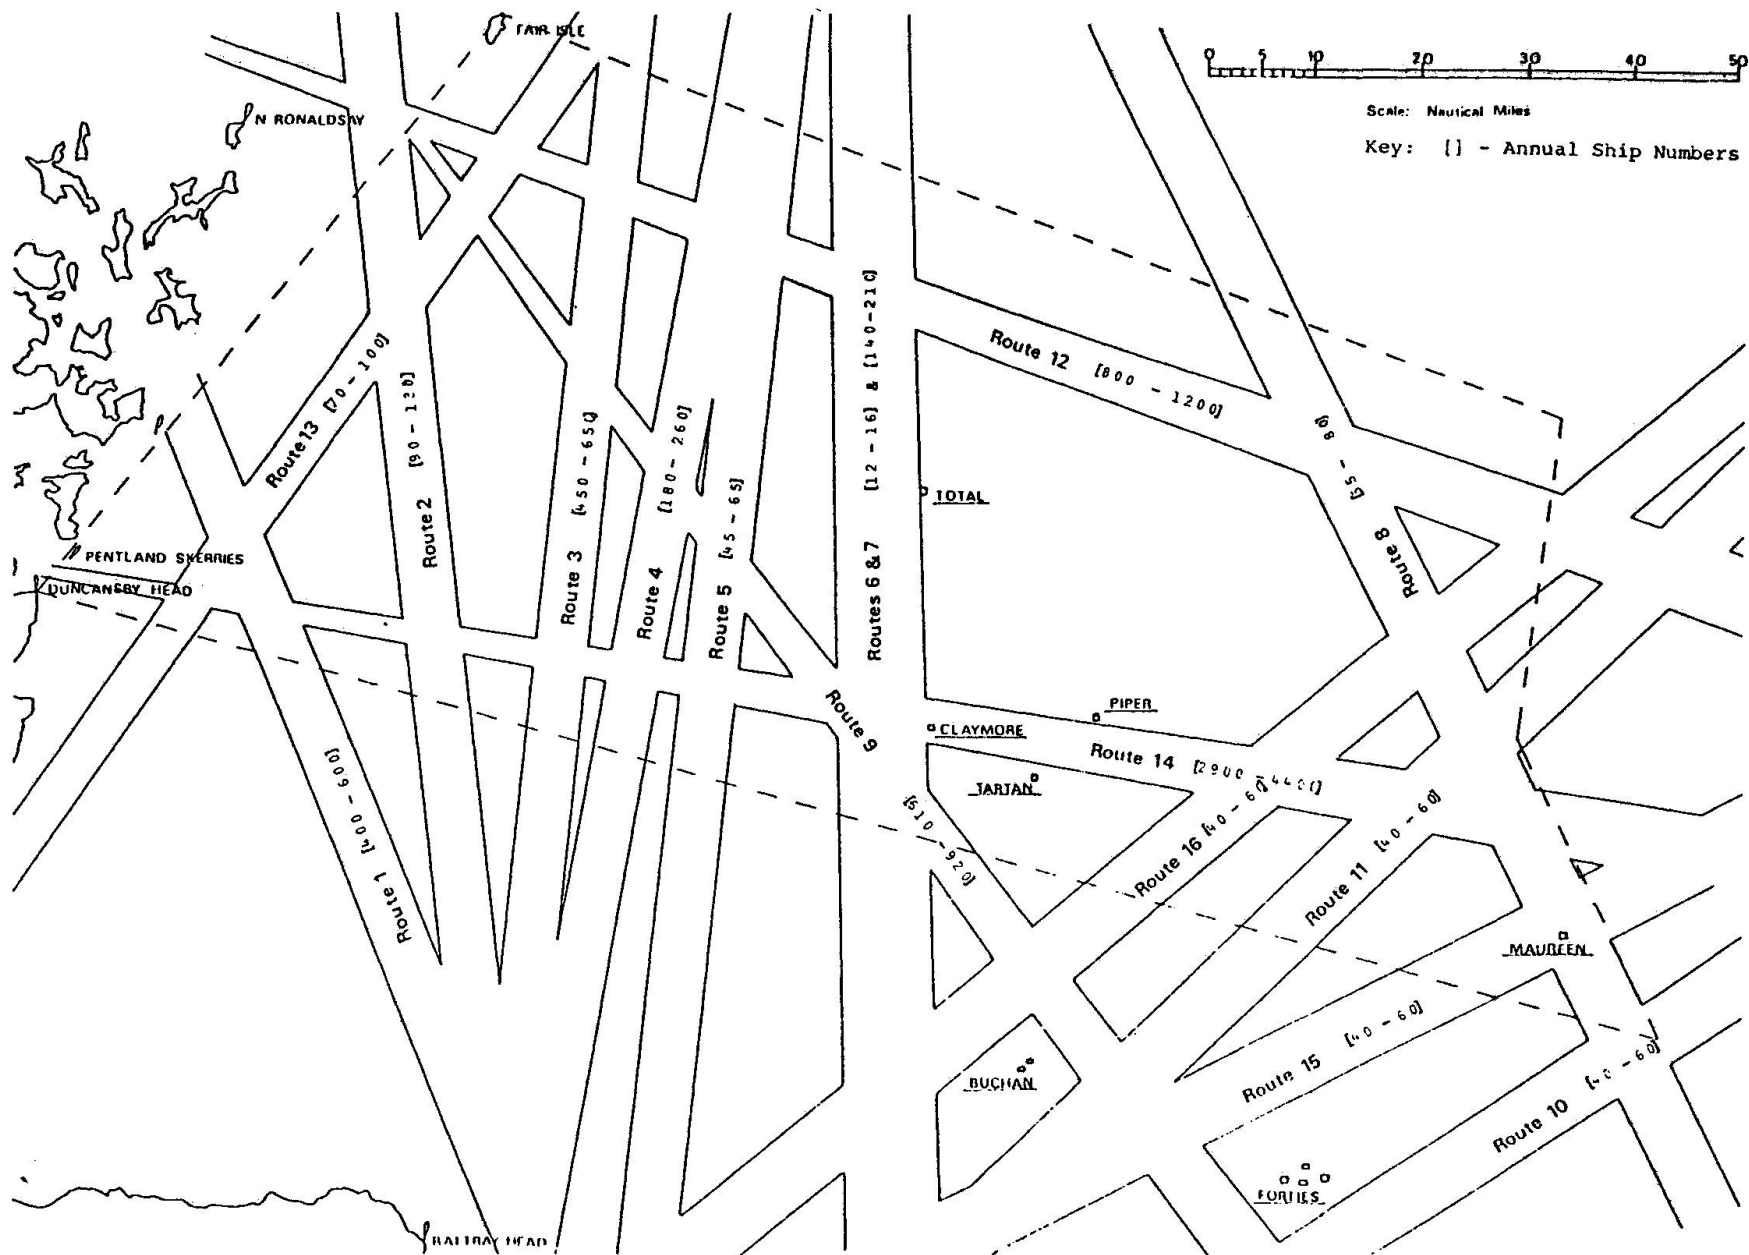 FAIR ISLE
0 5 10 20 30 40 50
Scale: Nautical Miles
Key: [] - Annual Ship Numbers
N RONALDSAY
Route 12 [800 - 1200]
Route 13 [70 - 100]
Route 2 [90 - 130]
Route 3 [450 - 650]
Route 4 [180 - 260]
Route 5 [45 - 65]
Routes 6 & 7 [12 - 16] & [140 - 210]
Route 8 [55 - 80]
TOTAL
PENTLAND SKERRIES
DUNCANSBY HEAD
PIPER
CLAYMORE
Route 9 [610 - 920]
Route 14 [2900 - 4400]
TARTAN
Route 16 [40 - 60]
Route 11 [40 - 60]
Route 1 [400 - 600]
MAUREEN
BUCHAN
Route 15 [40 - 60]
Route 10 [40 - 60]
FORTIES
RATTRAY HEAD